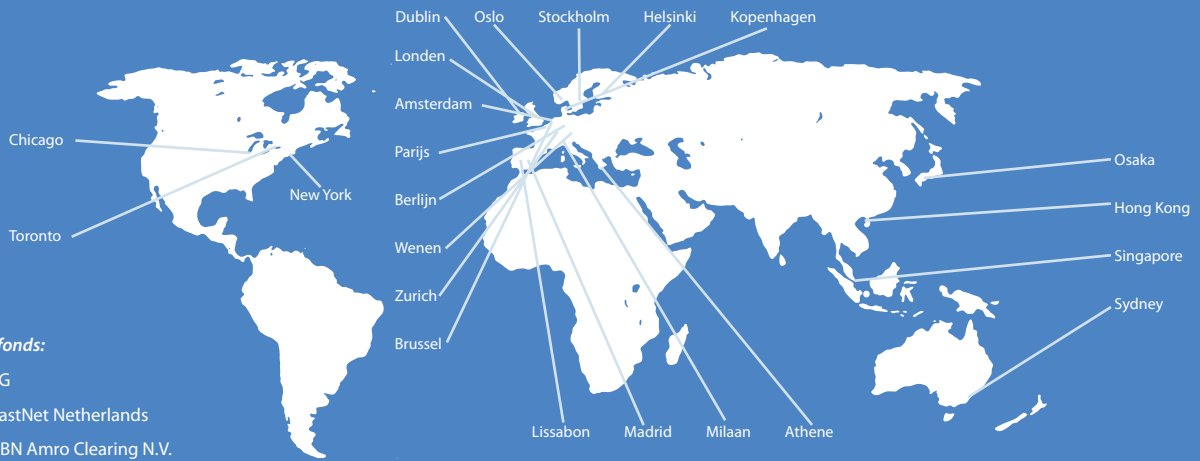 Dublin Oslo Stockholm Helsinki Kopenhagen
Londen
Amsterdam
Chicago
Parijs
New York
Berlijn
Toronto
Wenen
Zurich
Brussel
Osaka
Hong Kong
Singapore
Sydney
Lissabon Madrid Milaan Athene
fonds:
G
astNet Netherlands
BN Amro Clearing N.V.